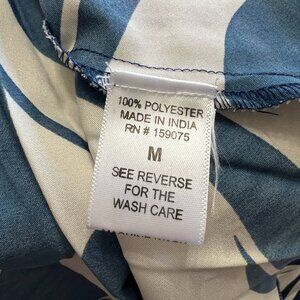 100% POLYESTER
MADE IN INDIA
RN # 159075
M
SEE REVERSE
FOR THE
WASH CARE